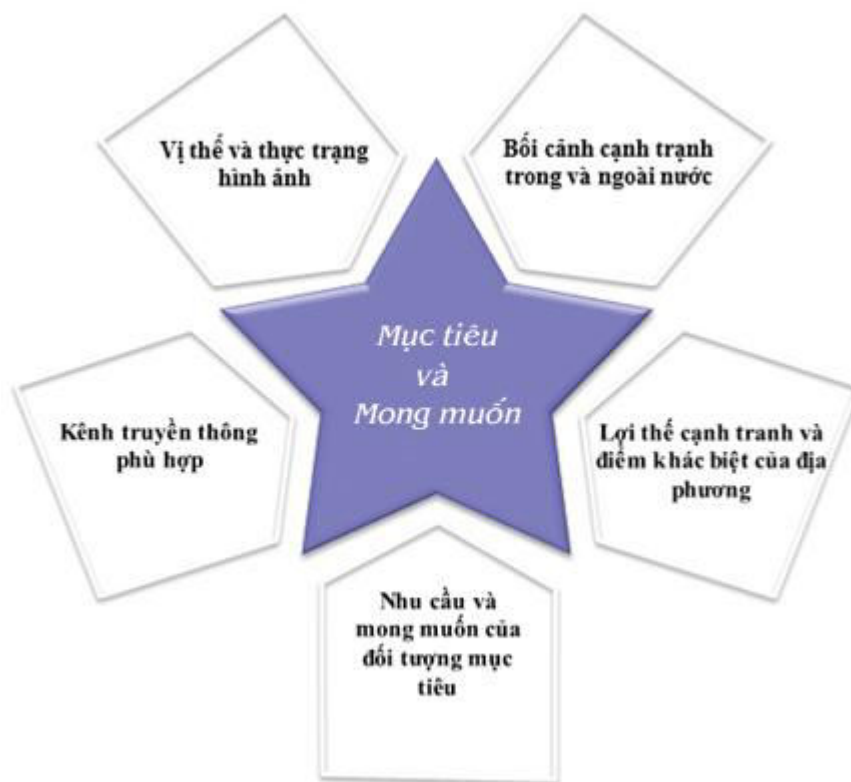 Vị thế và thực trạng
hình ảnh
Bối cảnh cạnh trạnh
trong và ngoài nước
Mục tiêu
và
Mong muốn
Kênh truyền thông
phù hợp
Lợi thế cạnh tranh và
điểm khác biệt của địa
phương
Nhu cầu và
mong muốn của
đối tượng mục
tiêu